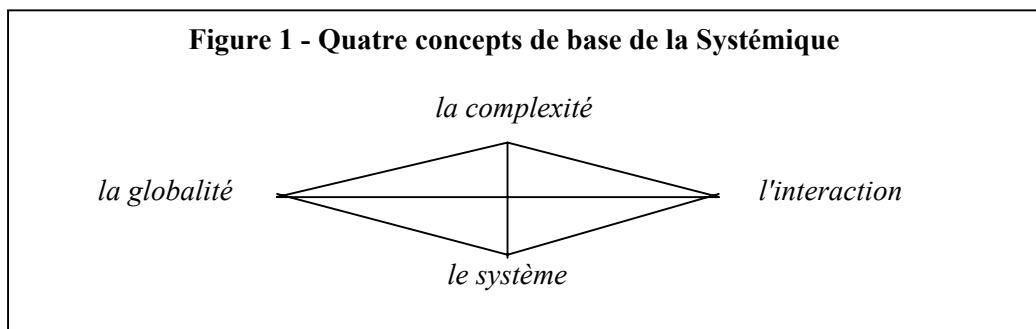 Figure 1 - Quatre concepts de base de la Systémique
la complexité
la globalité
l'interaction
le système